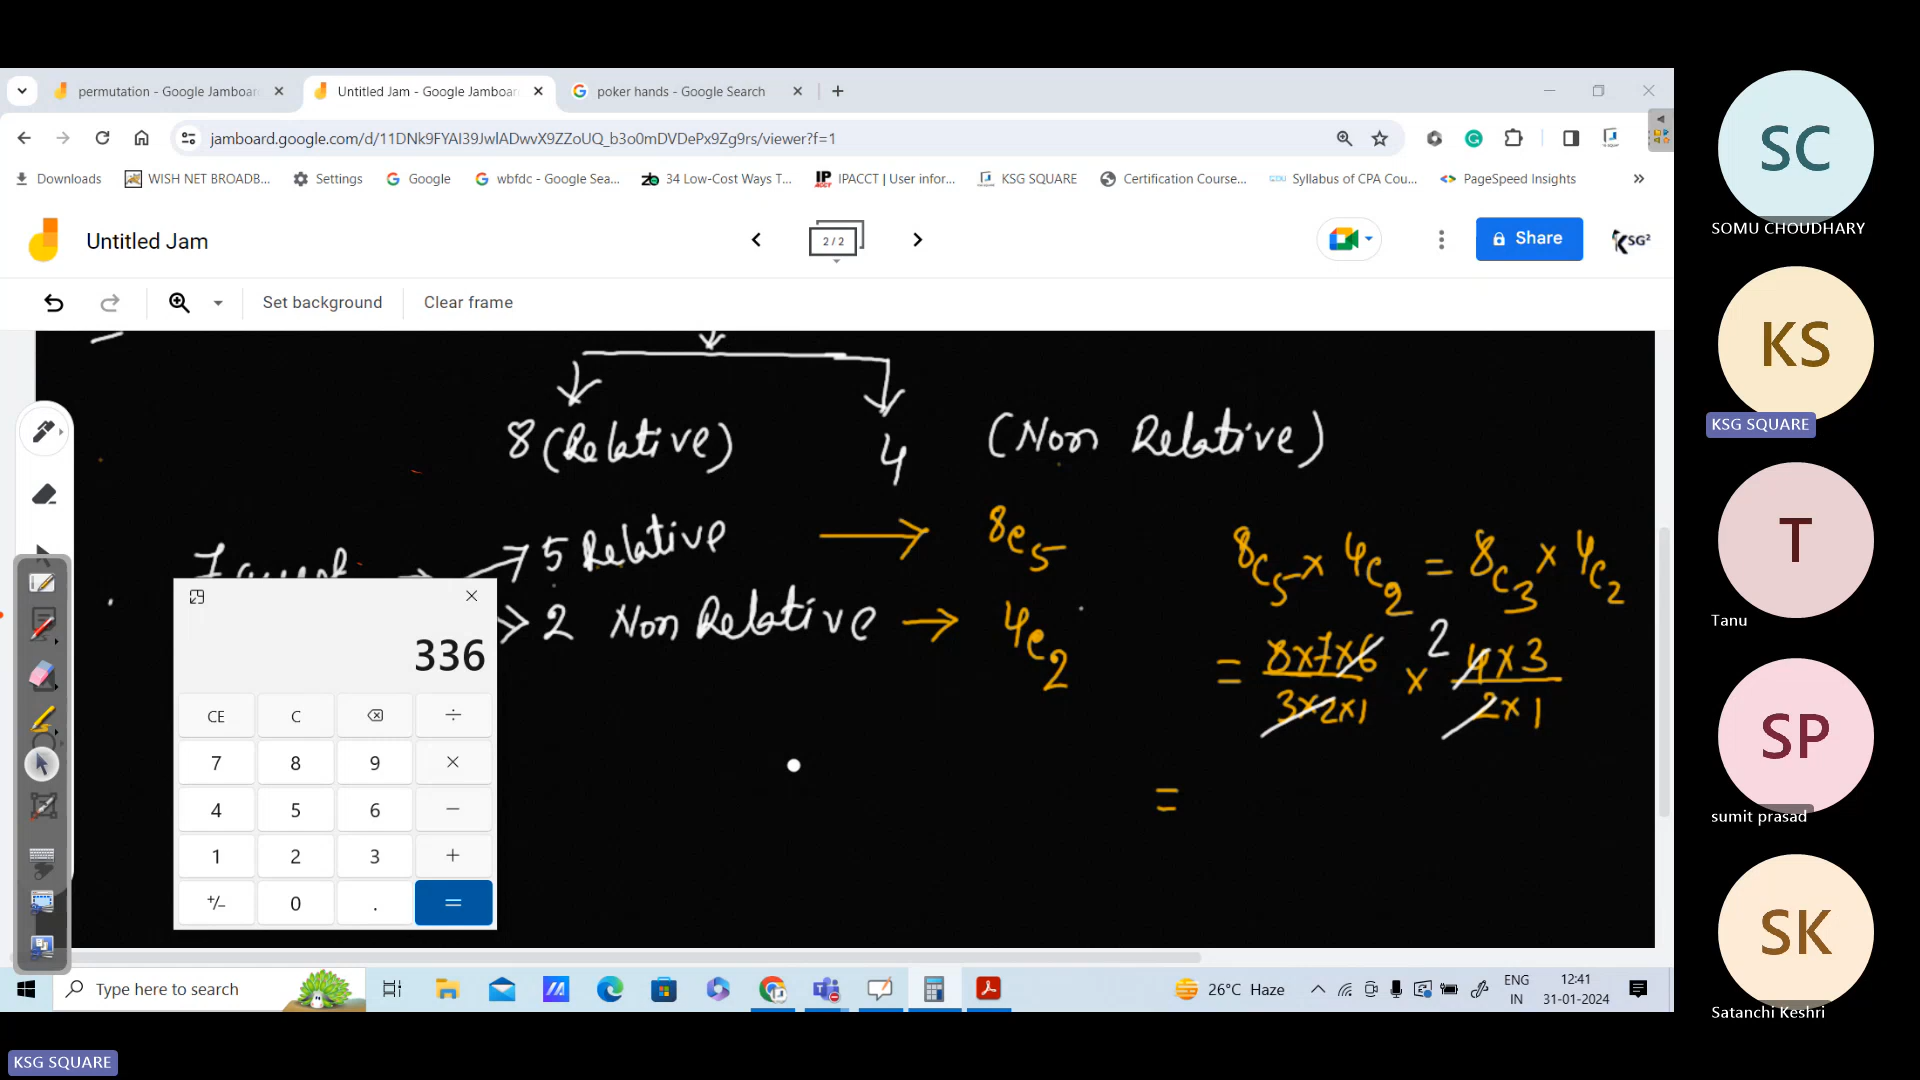 permutation - Google Jamboar
Untitled Jam - Google Jamboar
poker hands - Google Search
jamboard.google.com/d/11DNk9FYAI39JwlADwvX9ZZoUQ_b3o0mDVDePx9Zg9rs/viewer?f=1
Downloads WISH NET BROADB... Settings Google wbfdc - Google Sea... 34 Low-Cost Ways T... IPACCT | User infor... KSG SQUARE Certification Course... Syllabus of CPA Cou... PageSpeed Insights »
Untitled Jam
2/2
Share
KSG²
Set background Clear frame
8 (Relative) 4 (Non Relative)
5 Relative → 8c5
2 Non Relative → 4c2
8c5 x 4c2 = 8c3 x 4c2
= 8x7x6 x 2 4x3
3x2x1 2x1
=
336
CE C ÷
7 8 9 ×
4 5 6 −
1 2 3 +
+/− 0 . =
Type here to search
26°C Haze
ENG
IN
12:41
31-01-2024
SC
SOMU CHOUDHARY
KS
KSG SQUARE
T
Tanu
SP
sumit prasad
SK
Satanchi Keshri
KSG SQUARE